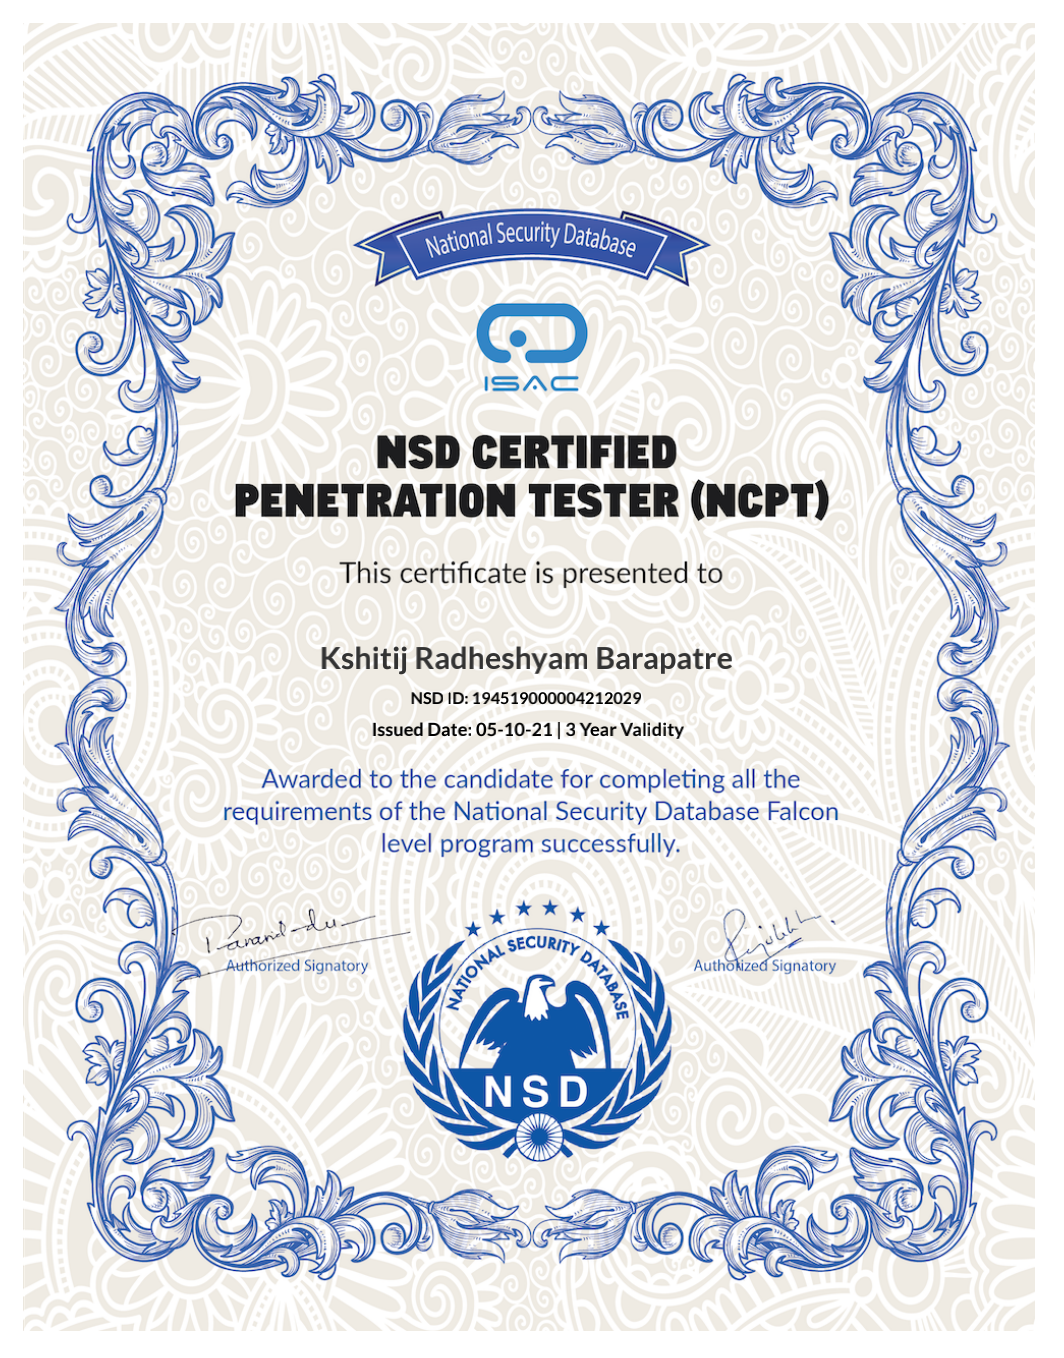 National Security Database
ISAC
NSD CERTIFIED
PENETRATION TESTER (NCPT)
This certificate is presented to
Kshitij Radheshyam Barapatre
NSD ID: 194519000004212029
Issued Date: 05-10-21 | 3 Year Validity
Awarded to the candidate for completing all the
requirements of the National Security Database Falcon
level program successfully.
Authorized Signatory
Authorized Signatory
NATIONAL SECURITY DATABASE
NSD